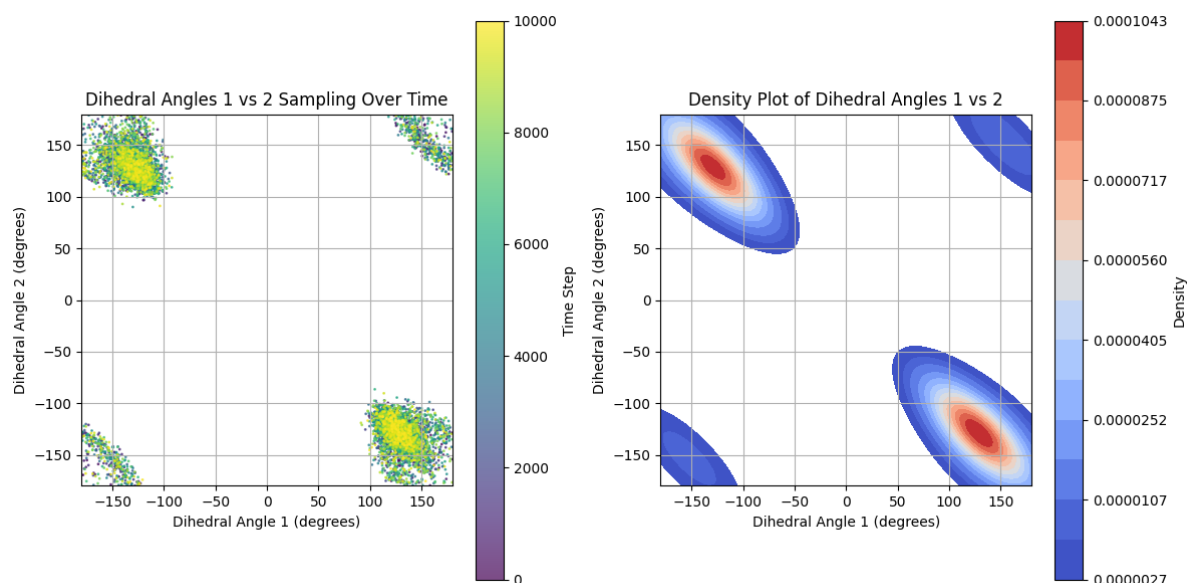 Dihedral Angles 1 vs 2 Sampling Over Time
Dihedral Angle 2 (degrees)
150
100
50
0
−50
−100
−150
−150 −100 −50 0 50 100 150
Dihedral Angle 1 (degrees)
10000
8000
6000
4000
2000
0
Time Step
Density Plot of Dihedral Angles 1 vs 2
Dihedral Angle 2 (degrees)
150
100
50
0
−50
−100
−150
−150 −100 −50 0 50 100 150
Dihedral Angle 1 (degrees)
0.0001043
0.0000875
0.0000717
0.0000560
0.0000405
0.0000252
0.0000107
0.0000027
Density